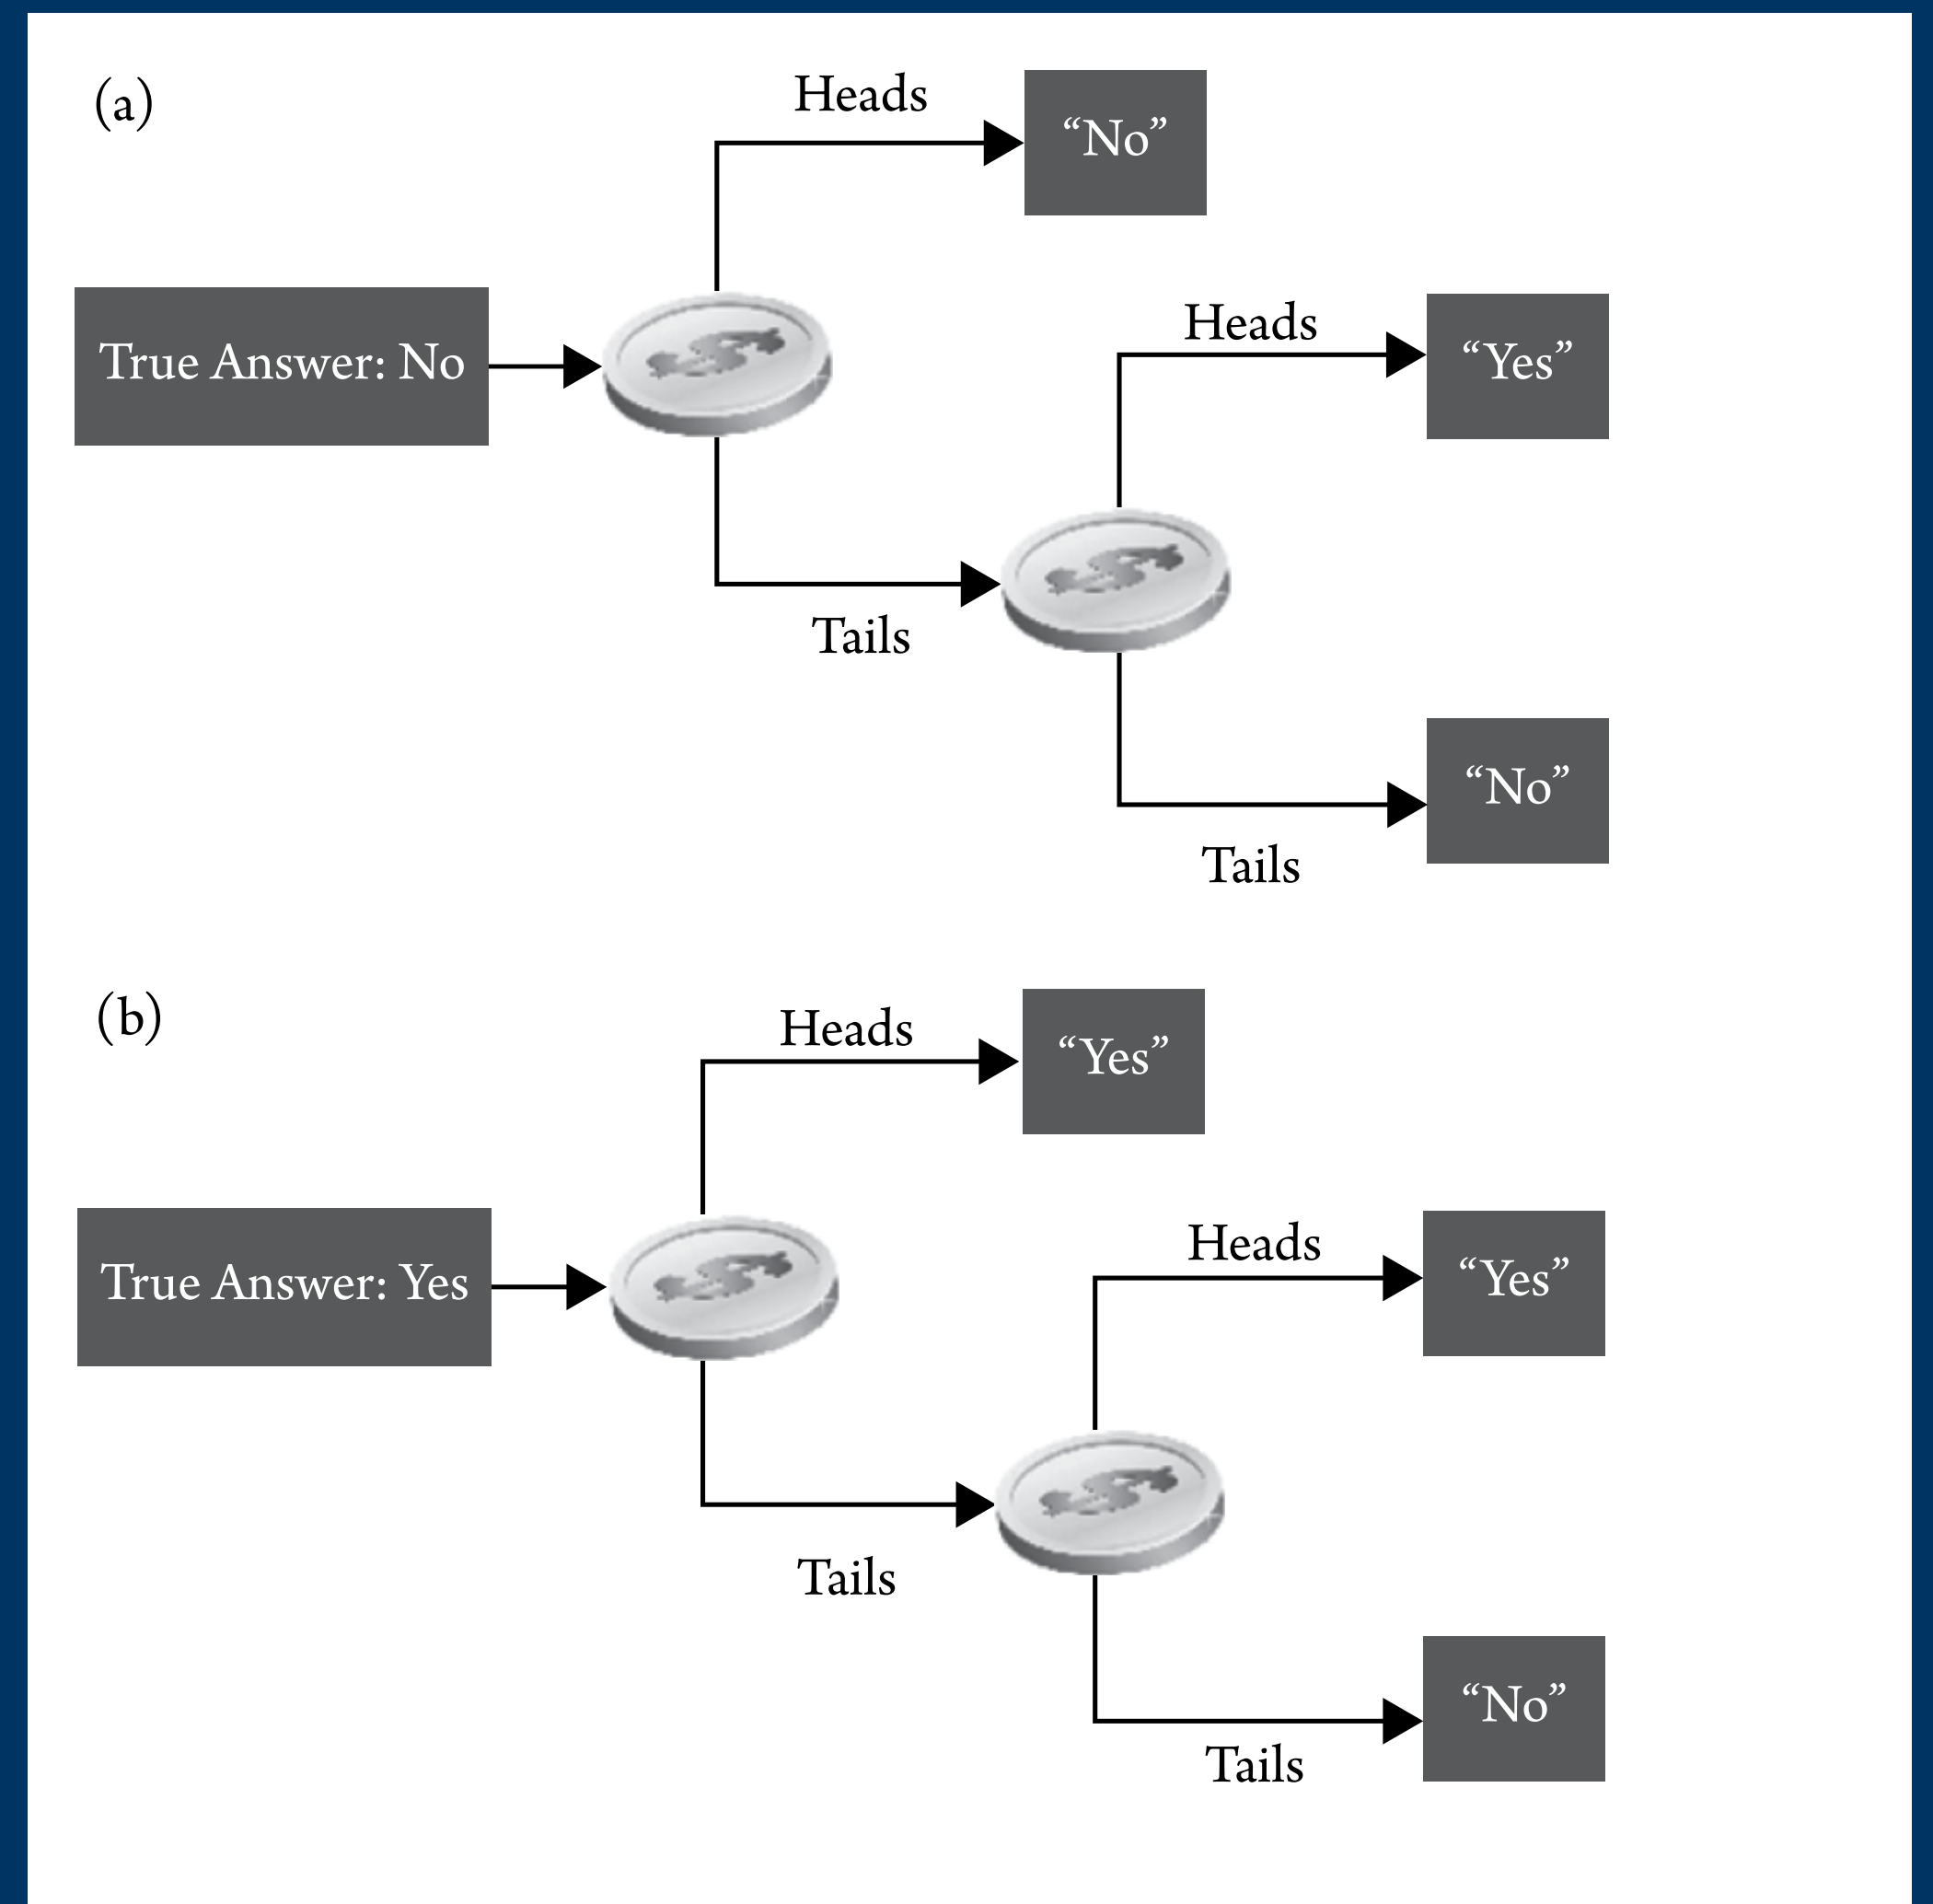 (a)
Heads
“No”
True Answer: No
Heads
“Yes”
Tails
“No”
Tails
(b)
Heads
“Yes”
True Answer: Yes
Heads
“Yes”
Tails
“No”
Tails